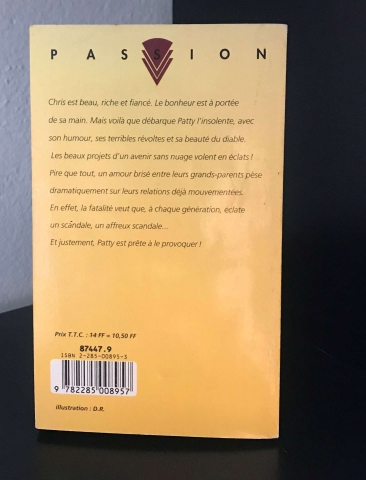 PASSION
Chris est beau, riche et fiancé. Le bonheur est à portée
de sa main. Mais voilà que débarque Patty l'insolente, avec
son humour, ses terribles révoltes et sa beauté du diable.
Les beaux projets d'un avenir sans nuage volent en éclats !
Pire que tout, un amour brisé entre leurs grands-parents pèse
dramatiquement sur leurs relations déjà mouvementées.
En effet, la fatalité veut que, à chaque génération, éclate
un scandale, un affreux scandale...
Et justement, Patty est prête à le provoquer !
Prix T.T.C. : 14 FF = 10,50 FF
87447.9
ISBN 2-285-00895-3
9 782285 008957
illustration : D.R.